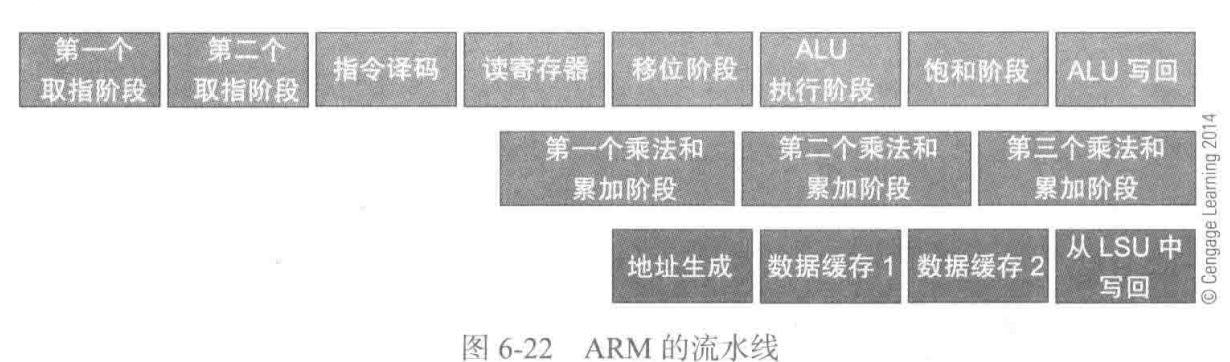 第一个
取指阶段
第二个
取指阶段
指令译码
读寄存器
移位阶段
ALU
执行阶段
饱和阶段
ALU 写回
第一个乘法和
累加阶段
第二个乘法和
累加阶段
第三个乘法和
累加阶段
地址生成
数据缓存 1
数据缓存 2
从 LSU 中
写回
© Cengage Learning 2014
图 6-22 ARM 的流水线